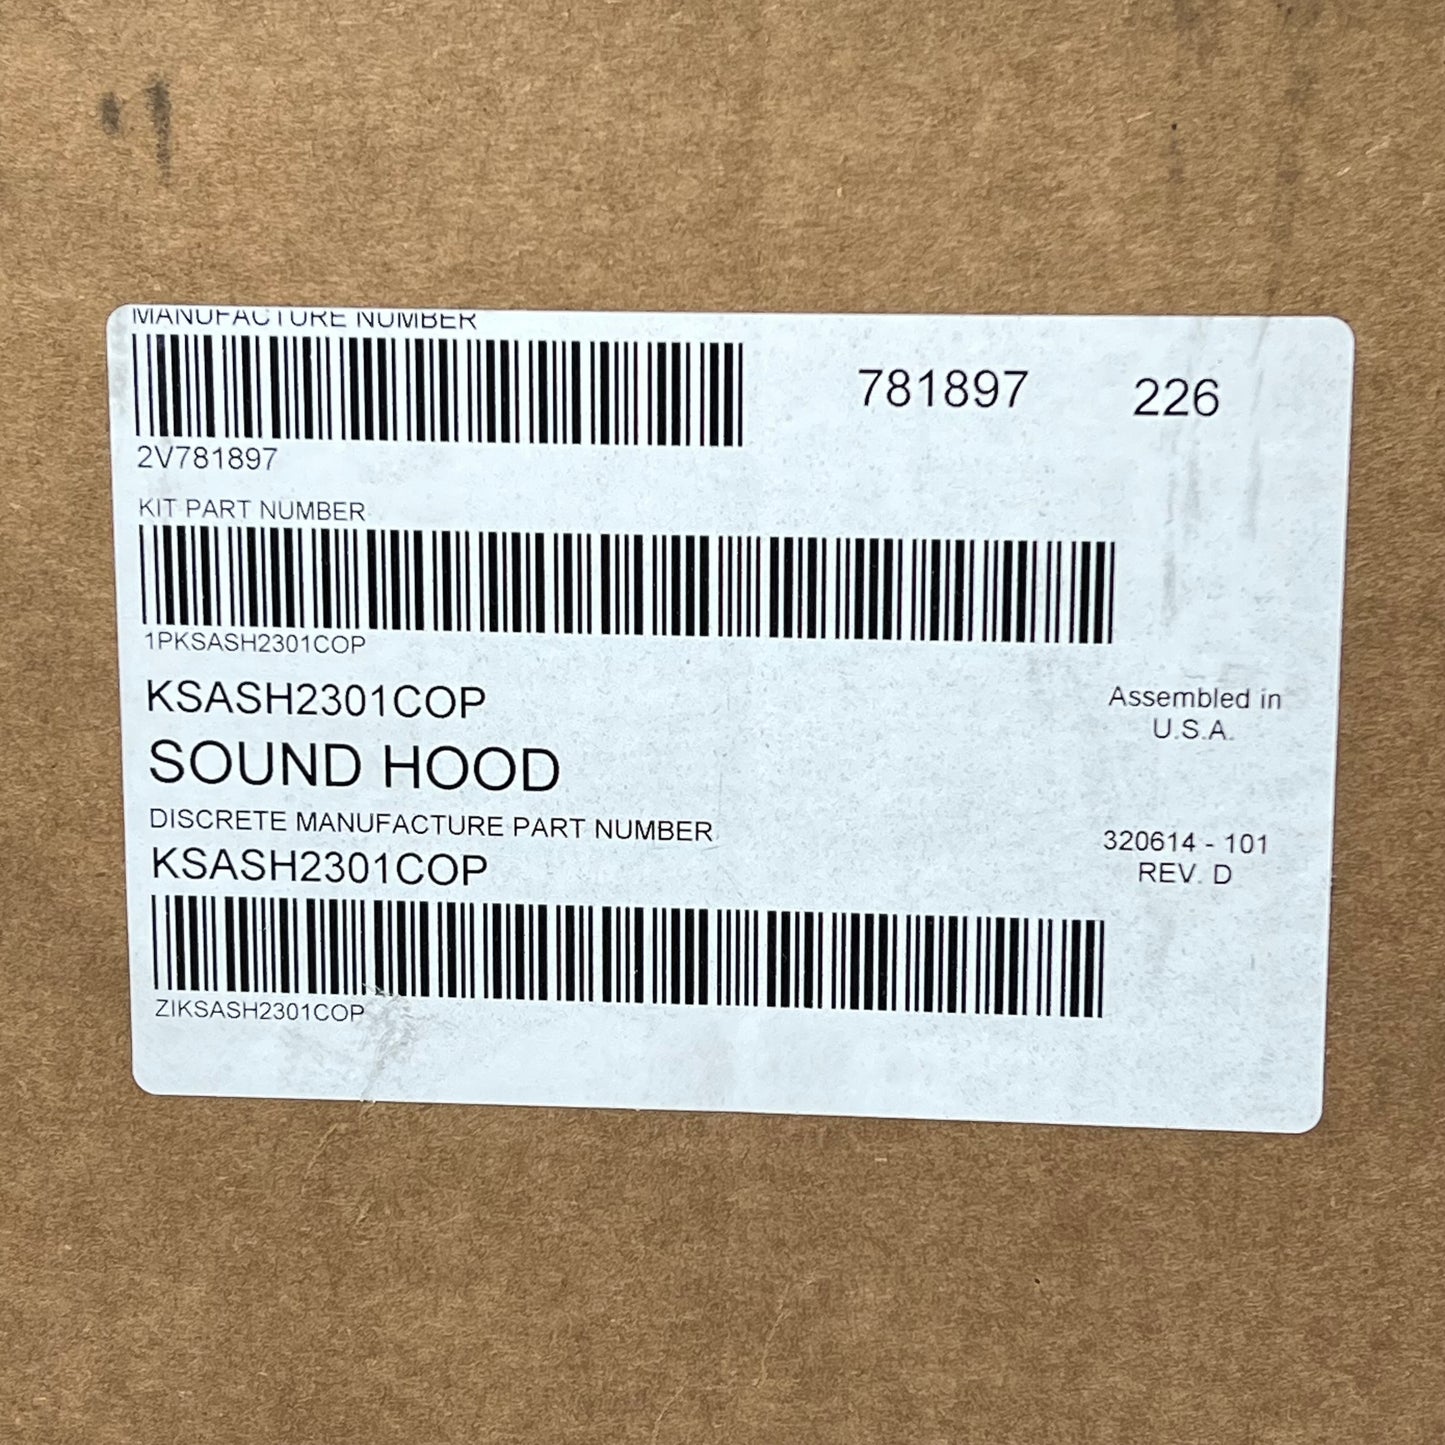 MANUFACTURE NUMBER
781897 226
2V781897
KIT PART NUMBER
1PKSASH2301COP
KSASH2301COP
Assembled in
U.S.A.
SOUND HOOD
DISCRETE MANUFACTURE PART NUMBER
KSASH2301COP
320614 - 101
REV. D
ZIKSASH2301COP